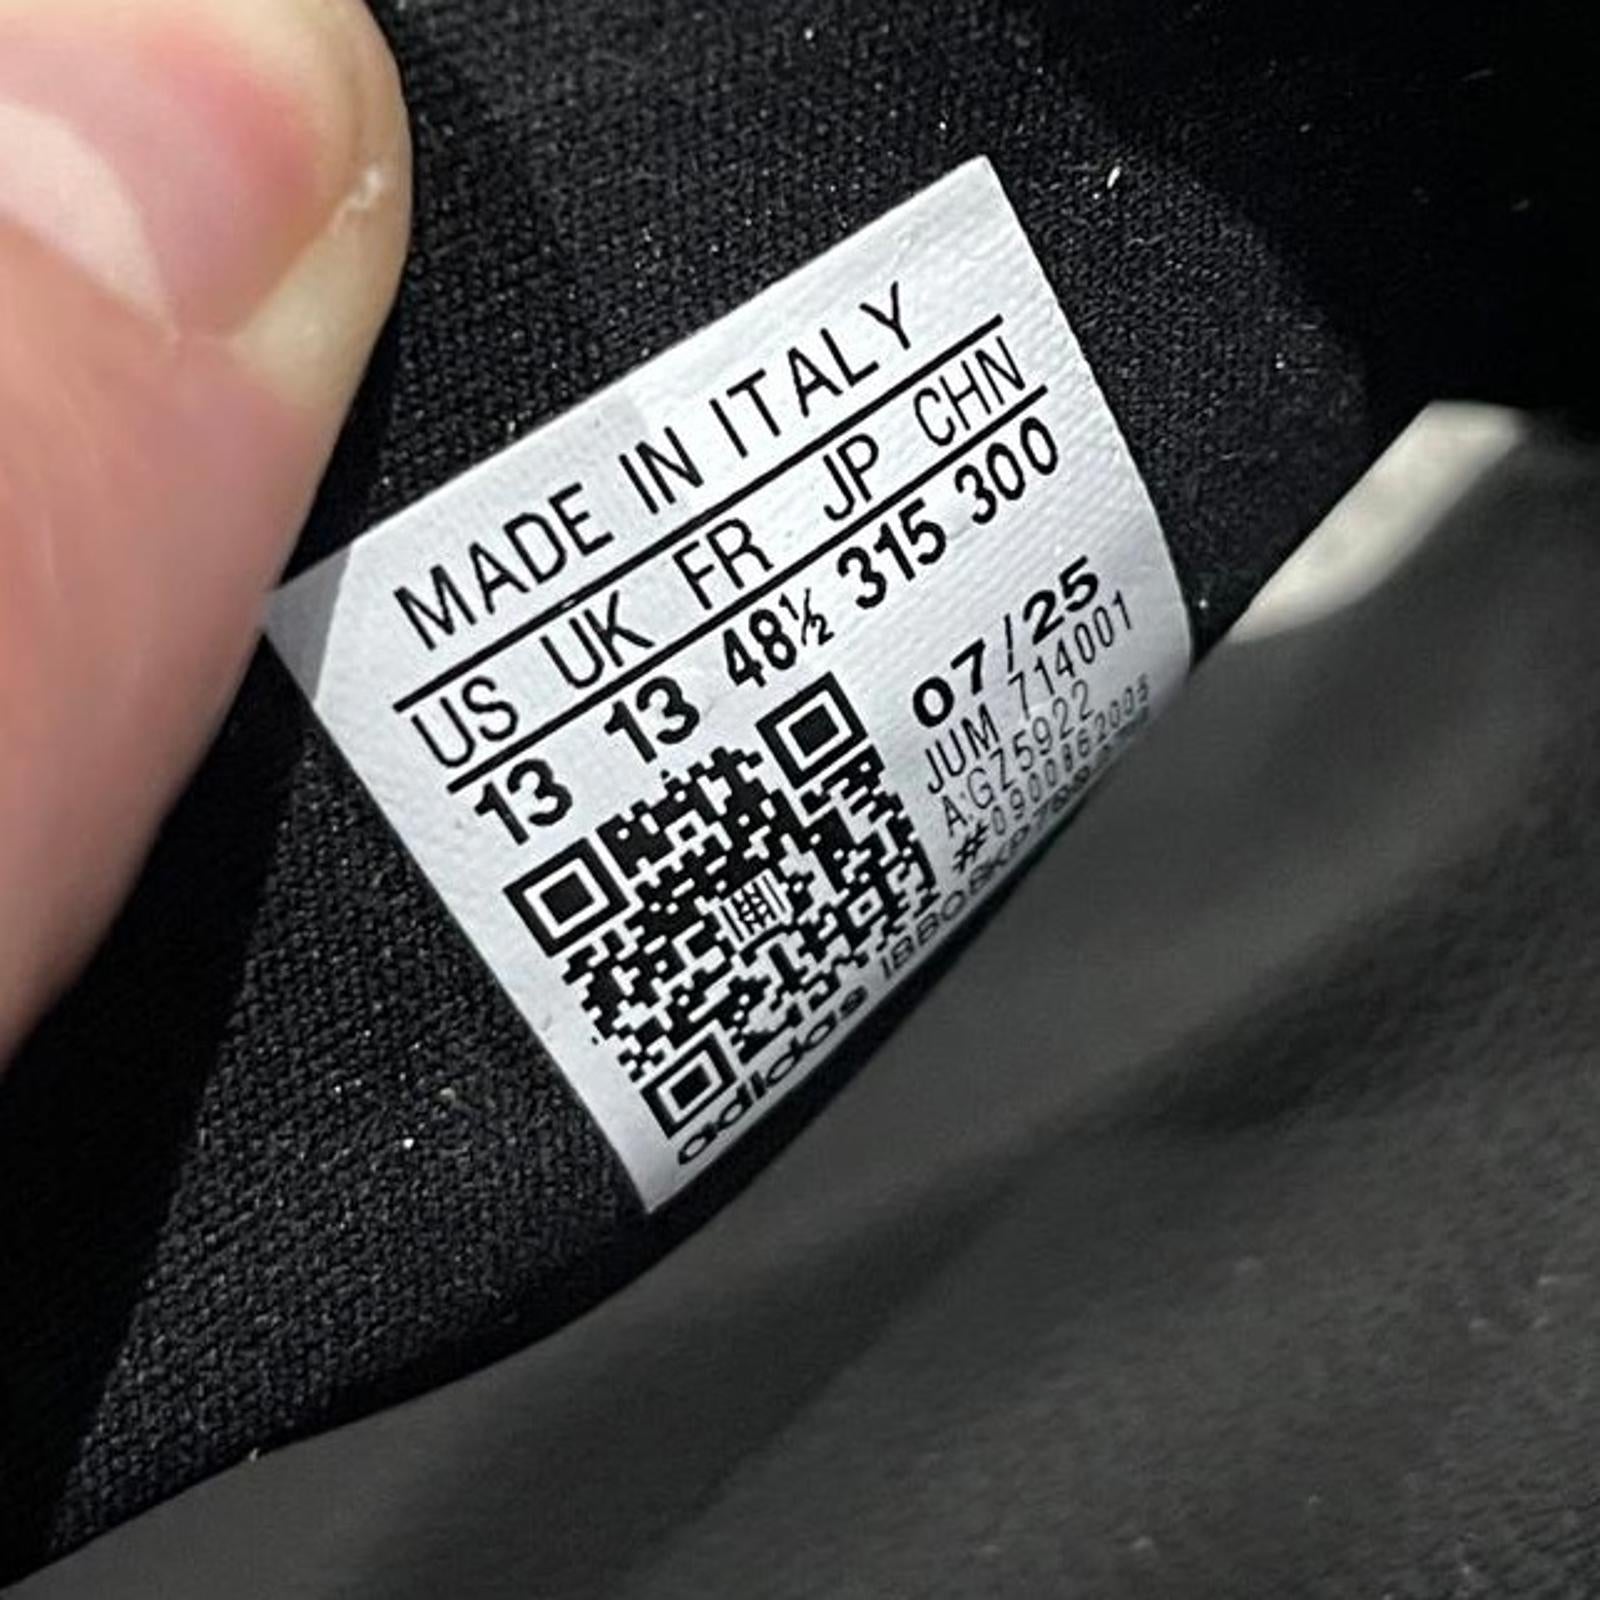 MADE IN ITALY
US UK FR JP CHN
13 13 48½ 315 300
07/25
JUM 714001
A:GZ5922
#0900862005
adidas